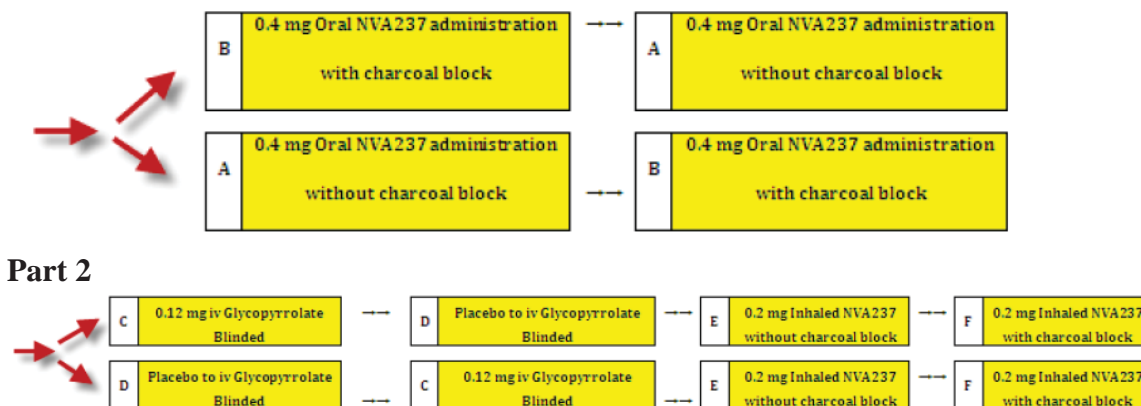 B
0.4 mg Oral NVA237 administration
with charcoal block
→→
A
0.4 mg Oral NVA237 administration
without charcoal block
A
0.4 mg Oral NVA237 administration
without charcoal block
→→
B
0.4 mg Oral NVA237 administration
with charcoal block
Part 2
C
0.12 mg iv Glycopyrrolate
Blinded
→→
D
Placebo to iv Glycopyrrolate
Blinded
→→
E
0.2 mg Inhaled NVA237
without charcoal block
→→
F
0.2 mg Inhaled NVA237
with charcoal block
D
Placebo to iv Glycopyrrolate
Blinded
→→
C
0.12 mg iv Glycopyrrolate
Blinded
→→
E
0.2 mg Inhaled NVA237
without charcoal block
→→
F
0.2 mg Inhaled NVA237
with charcoal block